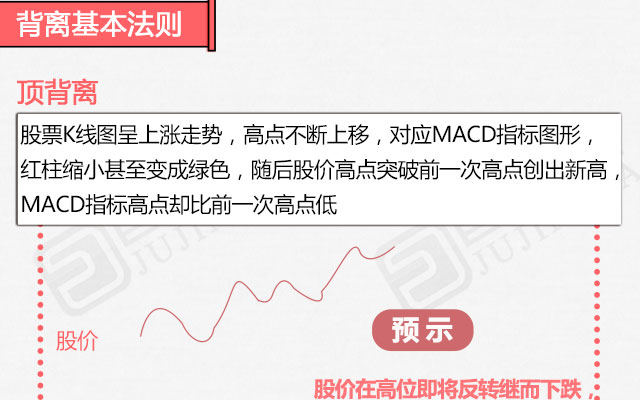 背离基本法则
顶背离
股票K线图呈上涨走势，高点不断上移，对应MACD指标图形，
红柱缩小甚至变成绿色，随后股价高点突破前一次高点创出新高，
MACD指标高点却比前一次高点低
股价
预示
股价在高位即将反转继而下跌，